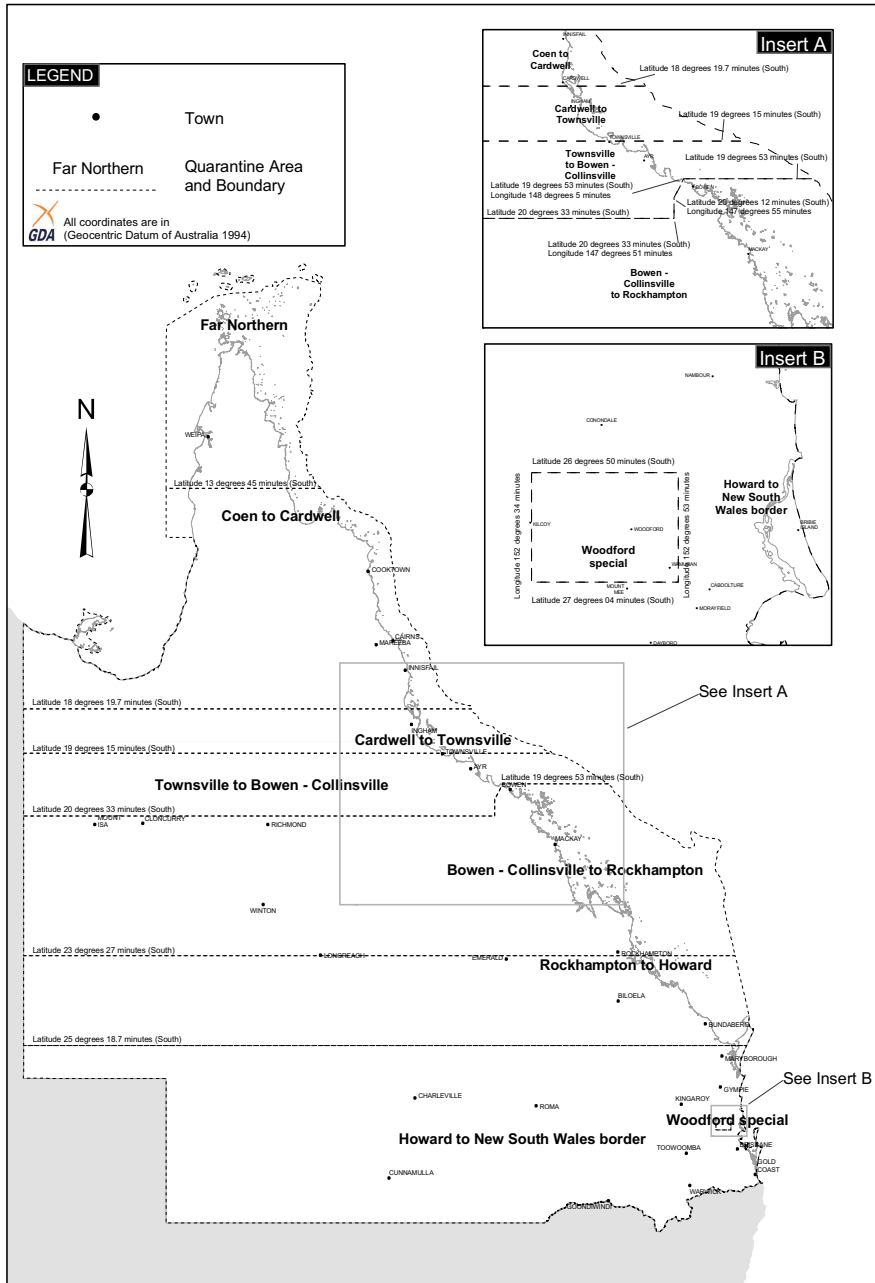 LEGEND
Town
Far Northern
Quarantine Area
and Boundary
GDA
All coordinates are in
(Geocentric Datum of Australia 1994)
Insert A
INNISFAIL
Coen to
Cardwell
Latitude 18 degrees 19.7 minutes (South)
CARDWELL
INGHAM
Cardwell to
Townsville
Latitude 19 degrees 15 minutes (South)
TOWNSVILLE
Townsville
to Bowen -
Collinsville
AYR
Latitude 19 degrees 53 minutes (South)
Latitude 19 degrees 53 minutes (South)
Longitude 148 degrees 5 minutes
BOWEN
Latitude 20 degrees 12 minutes (South)
Longitude 147 degrees 55 minutes
Latitude 20 degrees 33 minutes (South)
Latitude 20 degrees 33 minutes (South)
Longitude 147 degrees 51 minutes
MACKAY
Bowen -
Collinsville
to Rockhampton
Insert B
NAMBOUR
CONONDALE
Latitude 26 degrees 50 minutes (South)
Longitude 152 degrees 34 minutes
Longitude 152 degrees 53 minutes
Howard to
New South
Wales border
KILCOY
WOODFORD
BRIBIE
ISLAND
Woodford
special
WAMURAN
MOUNT
MEE
CABOOLTURE
Latitude 27 degrees 04 minutes (South)
MORAYFIELD
DAYBORO
N
Far Northern
WEIPA
Latitude 13 degrees 45 minutes (South)
Coen to Cardwell
COOKTOWN
CAIRNS
MAREEBA
INNISFAIL
See Insert A
Latitude 18 degrees 19.7 minutes (South)
INGHAM
Cardwell to Townsville
Latitude 19 degrees 15 minutes (South)
TOWNSVILLE
AYR
Townsville to Bowen - Collinsville
Latitude 19 degrees 53 minutes (South)
BOWEN
Latitude 20 degrees 33 minutes (South)
MOUNT
ISA
CLONCURRY
RICHMOND
MACKAY
Bowen - Collinsville to Rockhampton
WINTON
Latitude 23 degrees 27 minutes (South)
LONGREACH
EMERALD
ROCKHAMPTON
Rockhampton to Howard
BILOELA
BUNDABERG
Latitude 25 degrees 18.7 minutes (South)
MARYBOROUGH
See Insert B
GYMPIE
CHARLEVILLE
ROMA
KINGAROY
Woodford special
Howard to New South Wales border
BRISBANE
TOOWOOMBA
GOLD
COAST
CUNNAMULLA
WARWICK
GOONDIWINDI